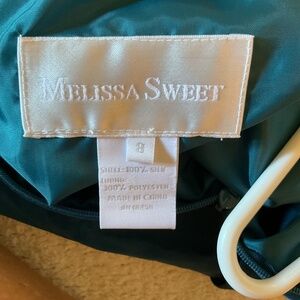 MELISSA SWEET
8
SHELL: 100% SILK
LINING:
100% POLYESTER
MADE IN CHINA